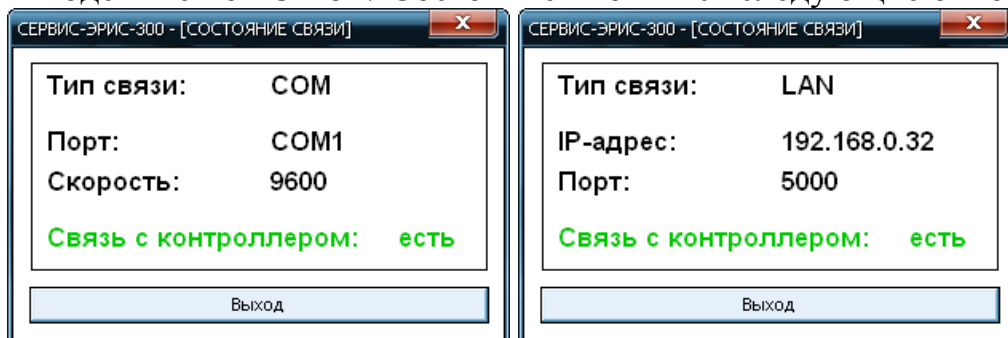 СЕРВИС-ЭРИС-300 - [СОСТОЯНИЕ СВЯЗИ]
Тип связи: COM
Порт: COM1
Скорость: 9600
Связь с контроллером: есть
Выход
СЕРВИС-ЭРИС-300 - [СОСТОЯНИЕ СВЯЗИ]
Тип связи: LAN
IP-адрес: 192.168.0.32
Порт: 5000
Связь с контроллером: есть
Выход